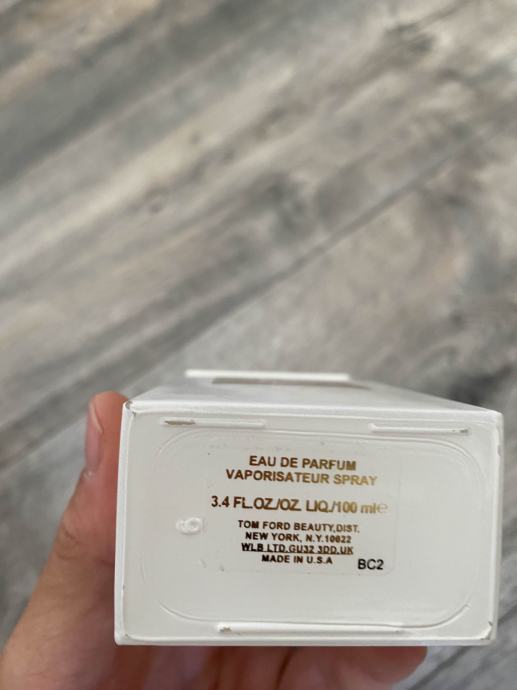 EAU DE PARFUM
VAPORISATEUR SPRAY
3.4 FL.OZ./OZ. LIQ./100 ml℮
TOM FORD BEAUTY,DIST.
NEW YORK, N.Y.10022
WLB LTD.GU32 3DD.UK
MADE IN U.S.A
BC2